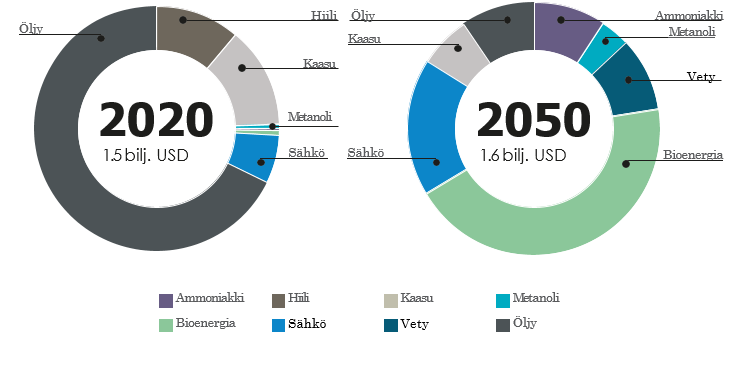 Öljy
Hiili
Kaasu
Metanoli
Sähkö
2020
1.5 bilj. USD
Öljy
Kaasu
Sähkö
Ammoniakki
Metanoli
Vety
Bioenergia
2050
1.6 bilj. USD
Ammoniakki Hiili Kaasu Metanoli
Bioenergia Sähkö Vety Öljy